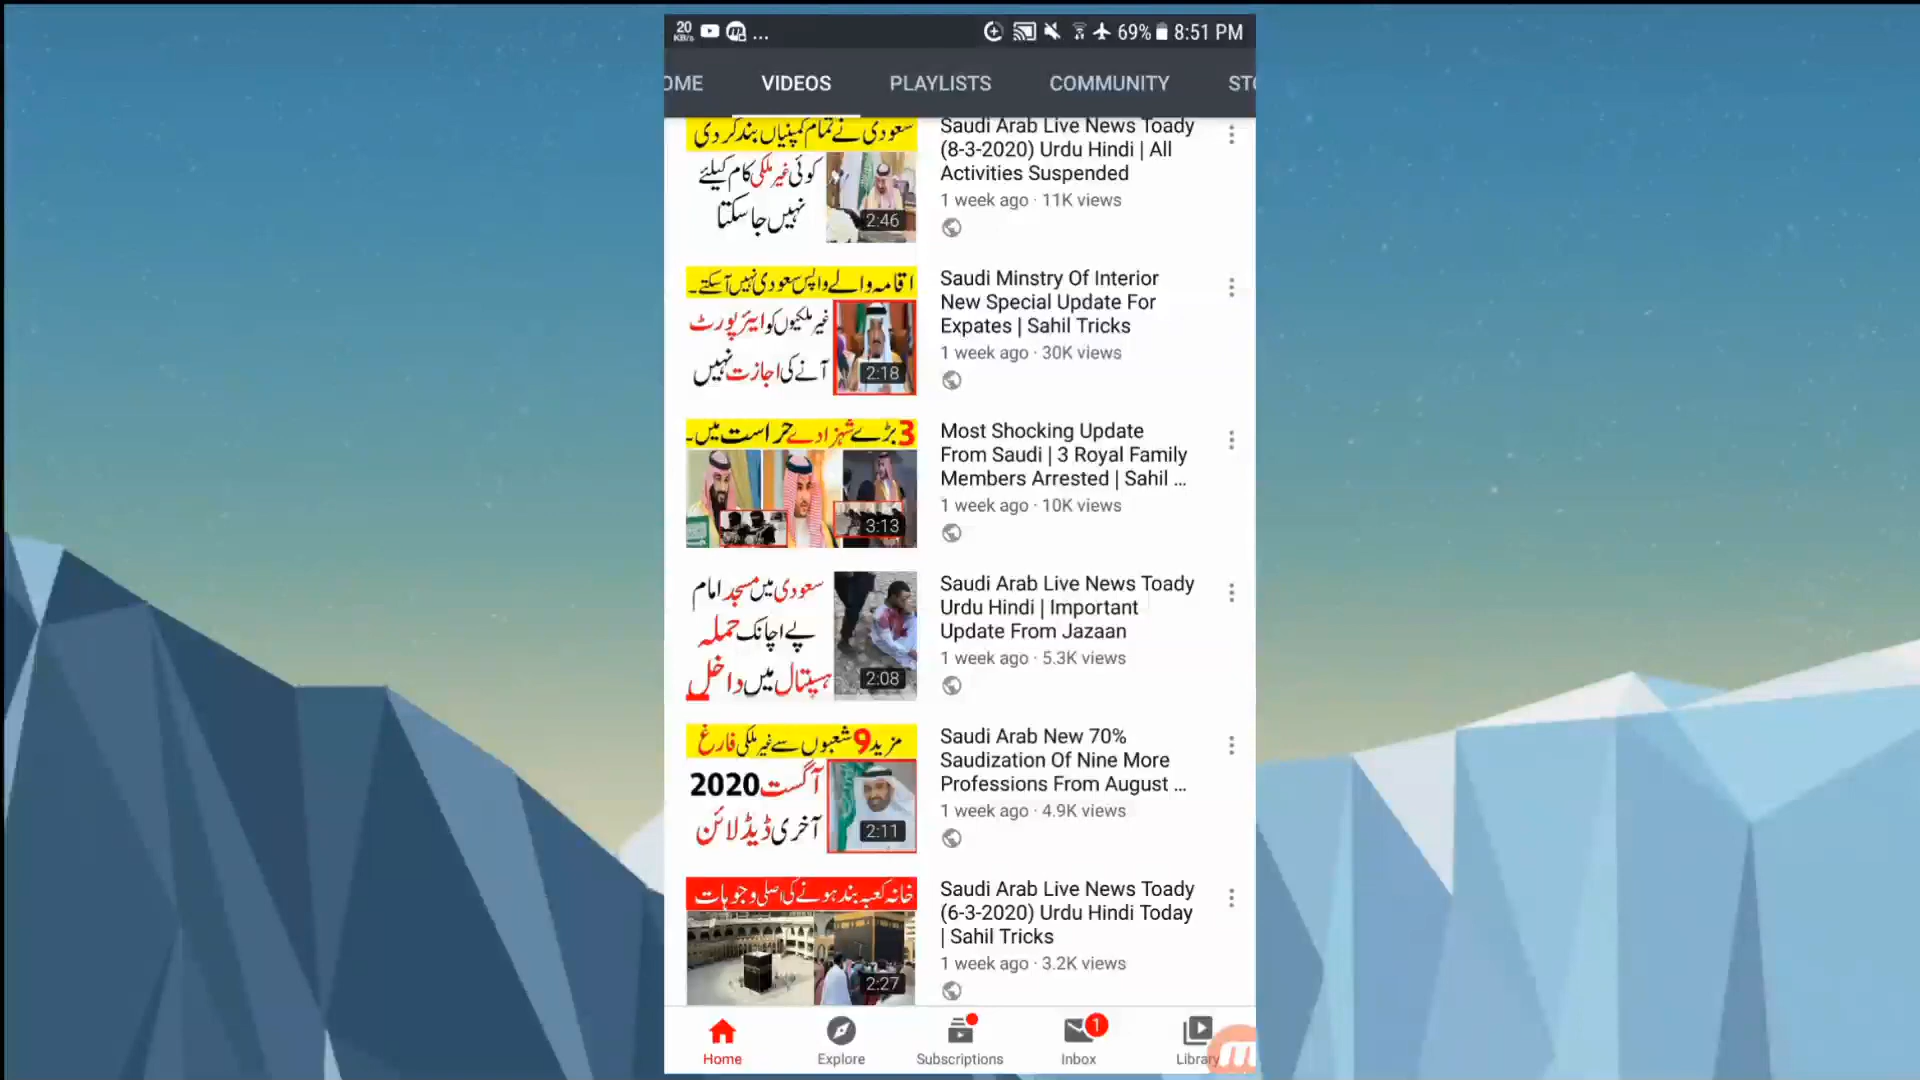 20
KB/s
...
69%
8:51 PM
OME
VIDEOS
PLAYLISTS
COMMUNITY
STO
سعودی نے تمام کمپنیاں بند کر دی
کوئی غیر ملکی کام کیلئے
نہیں جا سکتا
2:46
Saudi Arab Live News Toady
(8-3-2020) Urdu Hindi | All
Activities Suspended
1 week ago · 11K views
اقامہ والے واپس سعودی نہیں آسکتے۔
غیر ملکیوں کو ایئرپورٹ
آنے کی اجازت نہیں
2:18
Saudi Minstry Of Interior
New Special Update For
Expates | Sahil Tricks
1 week ago · 30K views
3 بڑے شہزادے حراست میں۔
3:13
Most Shocking Update
From Saudi | 3 Royal Family
Members Arrested | Sahil ...
1 week ago · 10K views
سعودی میں مسجد امام
پے اچانک حملہ
ہسپتال میں داخل
2:08
Saudi Arab Live News Toady
Urdu Hindi | Important
Update From Jazaan
1 week ago · 5.3K views
مزید 9 شعبوں سے غیر ملکی فارغ
آگست 2020
آخری ڈیڈ لائن
2:11
Saudi Arab New 70%
Saudization Of Nine More
Professions From August ...
1 week ago · 4.9K views
خانہ کعبہ بند ہونے کی اصلی وجوہات
2:27
Saudi Arab Live News Toady
(6-3-2020) Urdu Hindi Today
| Sahil Tricks
1 week ago · 3.2K views
Home
Explore
Subscriptions
1
Inbox
Library